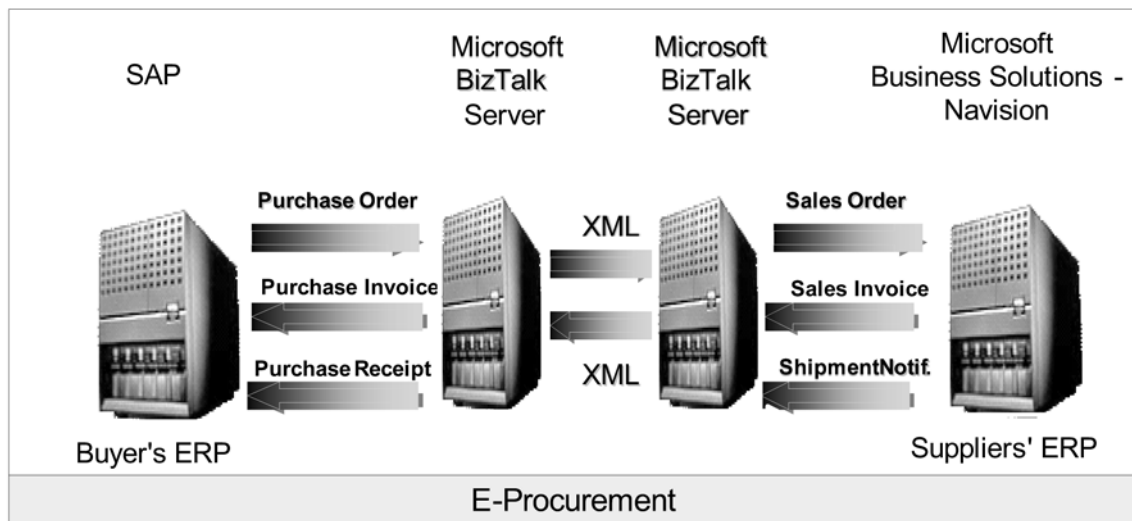 SAP
Microsoft
BizTalk
Server
Microsoft
BizTalk
Server
Microsoft
Business Solutions -
Navision
Purchase Order
XML
Sales Order
Purchase Invoice
Sales Invoice
Purchase Receipt
XML
ShipmentNotif.
Buyer's ERP
Suppliers' ERP
E-Procurement